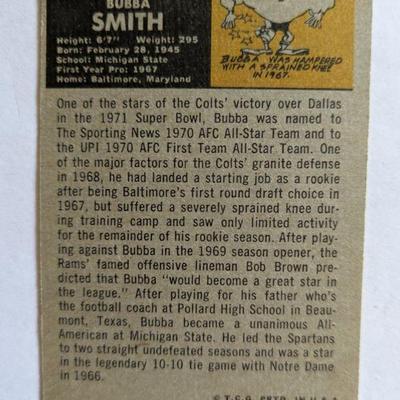 BUBBA
SMITH
Height: 6'7" Weight: 295
Born: February 28, 1945
School: Michigan State
First Year Pro: 1967
Home: Baltimore, Maryland
BUBBA WAS HAMPERED
WITH A SPRAINED KNEE
IN 1967.
One of the stars of the Colts' victory over Dallas
in the 1971 Super Bowl, Bubba was named to
The Sporting News 1970 AFC All-Star Team and to
the UPI 1970 AFC First Team All-Star Team. One
of the major factors for the Colts' granite defense
in 1968, he had landed a starting job as a rookie
after being Baltimore's first round draft choice in
1967, but suffered a severely sprained knee dur-
ing training camp and saw only limited activity
for the remainder of his rookie season. After play-
ing against Bubba in the 1969 season opener, the
Rams' famed offensive lineman Bob Brown pre-
dicted that Bubba "would become a great star in
the league." After playing for his father who's
the football coach at Pollard High School in Beau-
mont, Texas, Bubba became a unanimous All-
American at Michigan State. He led the Spartans
to two straight undefeated seasons and was a star
in the legendary 10-10 tie game with Notre Dame
in 1966.
© T.C.G. PRTD. IN U.S.A.